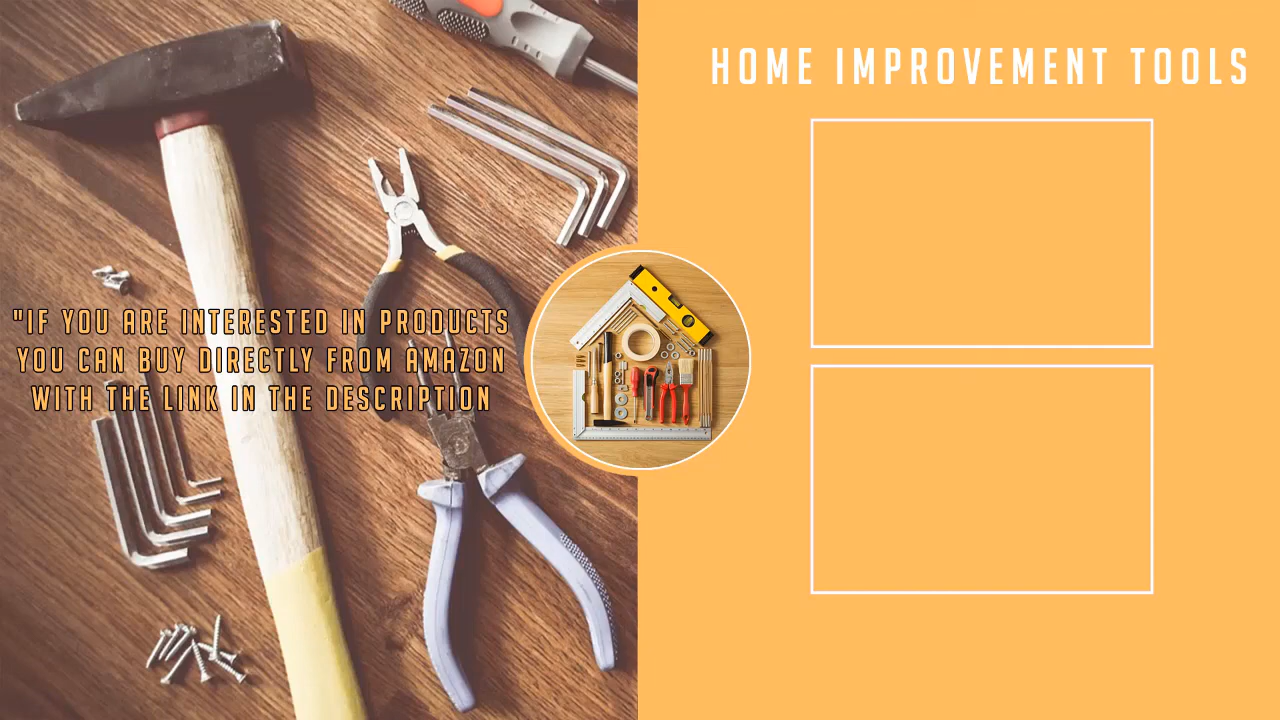 HOME IMPROVEMENT TOOLS
"IF YOU ARE INTERESTED IN PRODUCTS
YOU CAN BUY DIRECTLY FROM AMAZON
WITH THE LINK IN THE DESCRIPTION